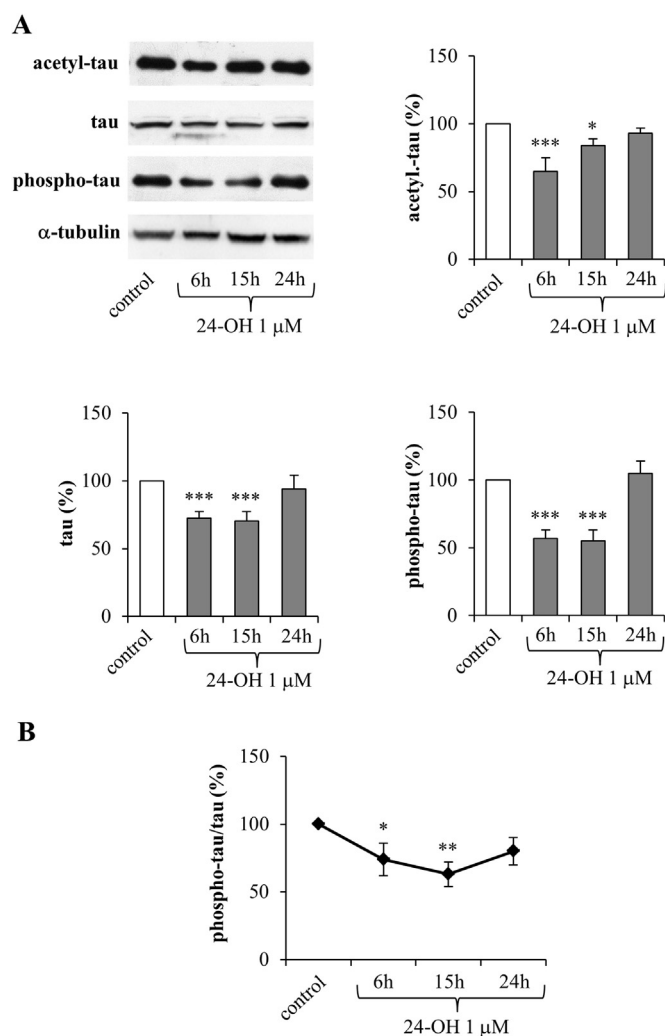 A
acetyl-tau
tau
phospho-tau
α-tubulin
control
6h 15h 24h
24-OH 1 μM
acetyl.-tau (%)
150
100
50
0
***
*
control
6h 15h 24h
24-OH 1 μM
tau (%)
150
100
50
0
*** ***
control
6h 15h 24h
24-OH 1 μM
phospho-tau (%)
150
100
50
0
*** ***
control
6h 15h 24h
24-OH 1 μM
B
phospho-tau/tau (%)
150
100
50
0
*
**
control
6h 15h 24h
24-OH 1 μM